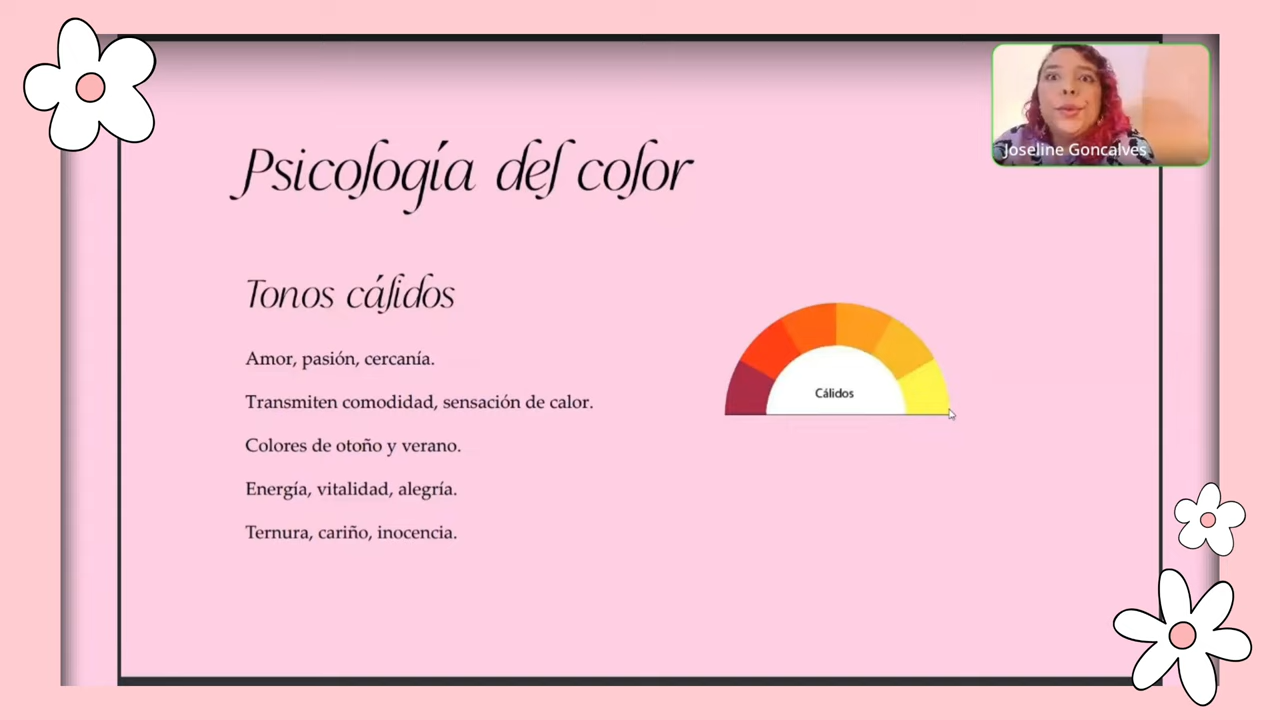 Psicología del color
Joseline Goncalves
Tonos cálidos
Amor, pasión, cercanía.
Transmiten comodidad, sensación de calor.
Colores de otoño y verano.
Energía, vitalidad, alegría.
Ternura, cariño, inocencia.
Cálidos